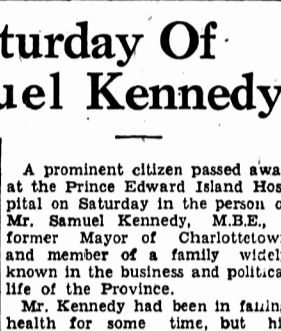 turday Of
uel Kennedy
A prominent citizen passed awa
at the Prince Edward Island Hos
pital on Saturday in the person o
Mr. Samuel Kennedy, M.B.E.,
former Mayor of Charlottetow
and member of a family widel
known in the business and politica
life of the Province.
Mr. Kennedy had been in failin
health for some time, but hi